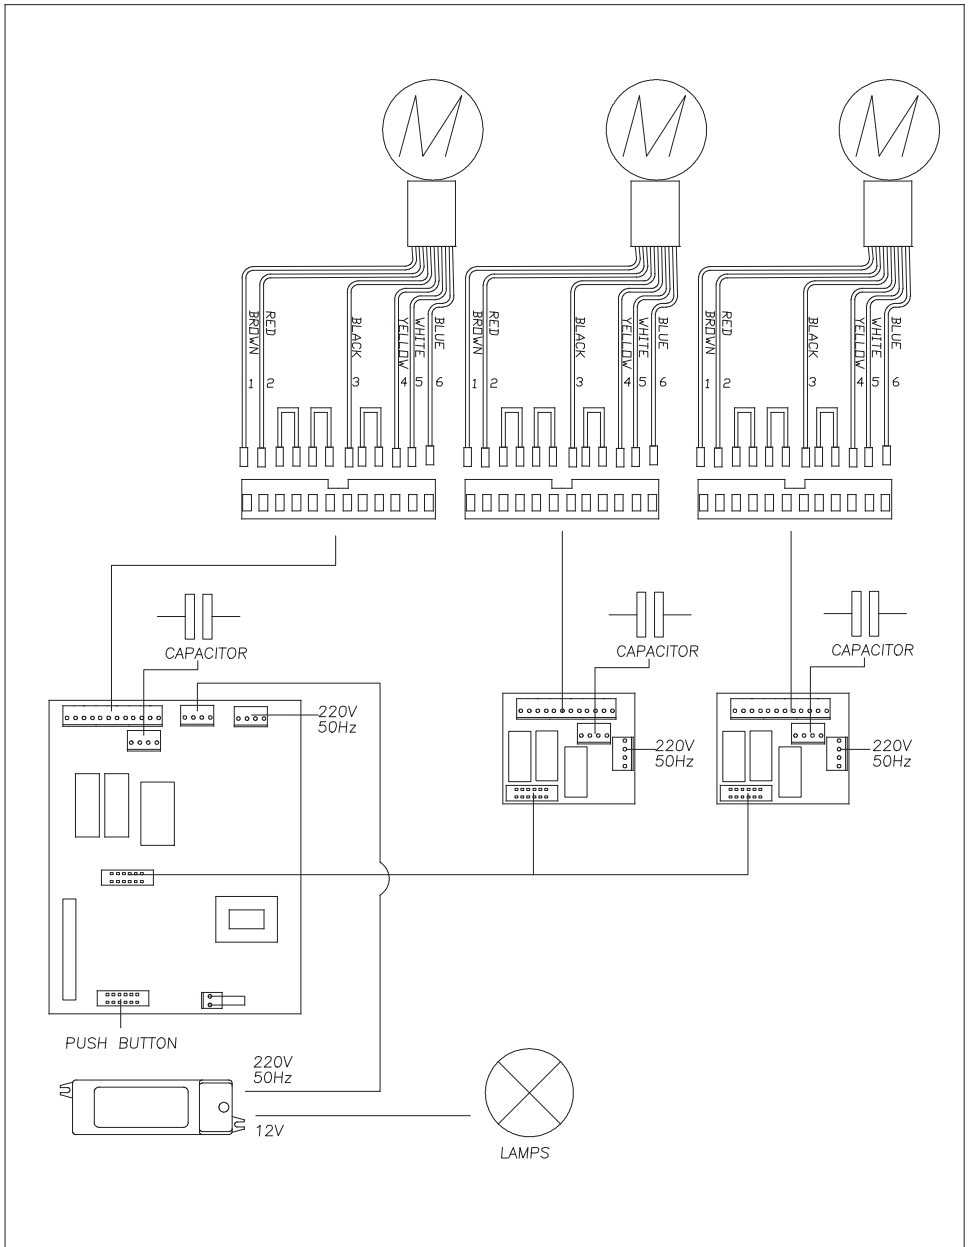 BROWN
RED
BLACK
YELLOW
WHITE
BLUE
1
2
3
4
5
6
BROWN
RED
BLACK
YELLOW
WHITE
BLUE
1
2
3
4
5
6
BROWN
RED
BLACK
YELLOW
WHITE
BLUE
1
2
3
4
5
6
CAPACITOR
CAPACITOR
CAPACITOR
220V
50Hz
220V
50Hz
220V
50Hz
PUSH BUTTON
220V
50Hz
12V
LAMPS